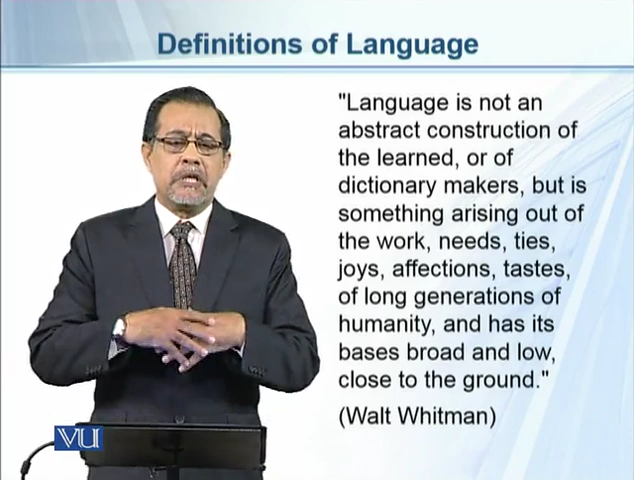 Definitions of Language
"Language is not an
abstract construction of
the learned, or of
dictionary makers, but is
something arising out of
the work, needs, ties,
joys, affections, tastes,
of long generations of
humanity, and has its
bases broad and low,
close to the ground."
(Walt Whitman)
VU